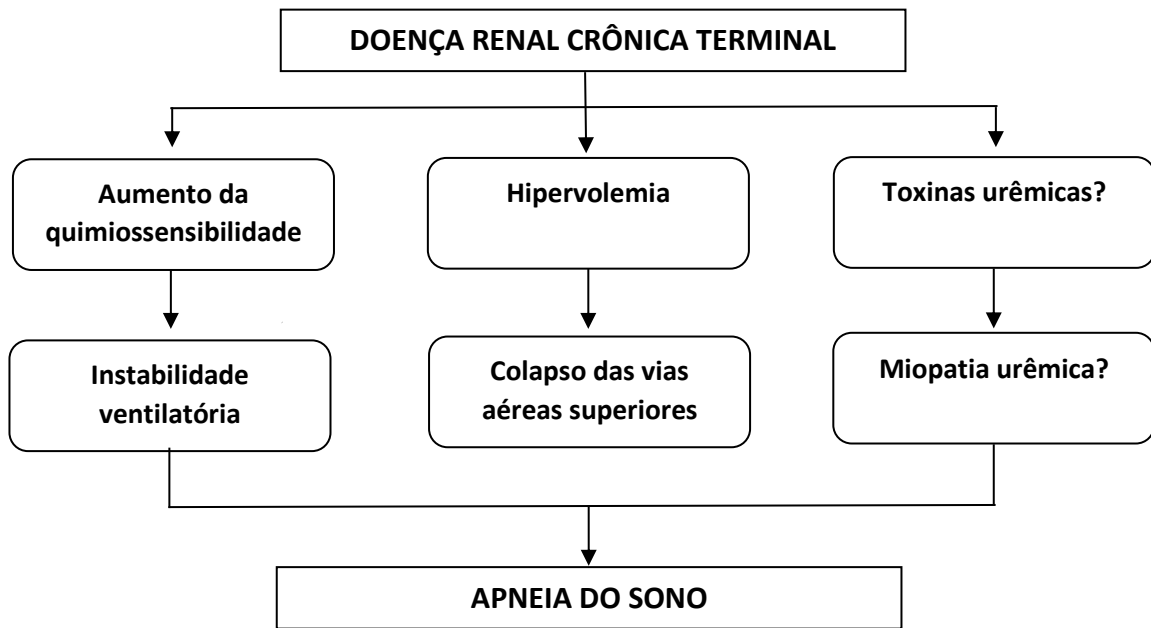 DOENÇA RENAL CRÔNICA TERMINAL
Aumento da
quimiossensibilidade
Hipervolemia
Toxinas urêmicas?
Instabilidade
ventilatória
Colapso das vias
aéreas superiores
Miopatia urêmica?
APNEIA DO SONO